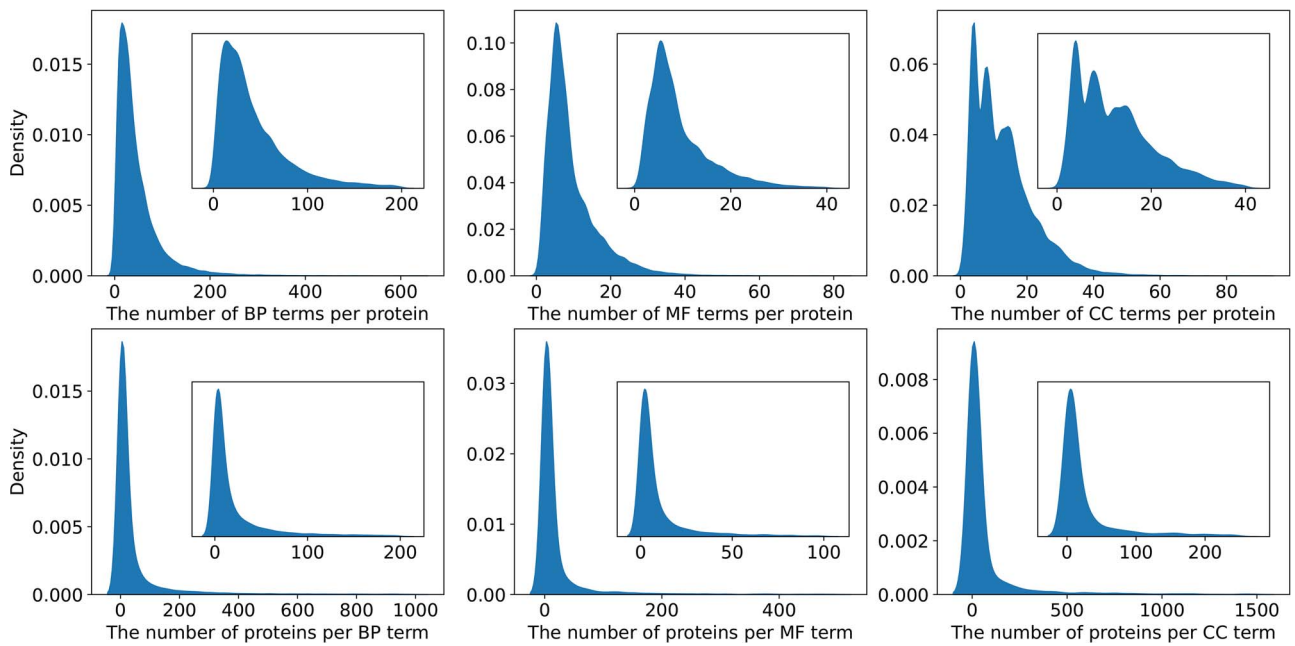 Density
0.015
0.010
0.005
0.000
0 100 200
0 200 400 600
The number of BP terms per protein
0.10
0.08
0.06
0.04
0.02
0.00
0 20 40
0 20 40 60 80
The number of MF terms per protein
0.06
0.04
0.02
0.00
0 20 40
0 20 40 60 80
The number of CC terms per protein
Density
0.015
0.010
0.005
0.000
0 100 200
0 200 400 600 800 1000
The number of proteins per BP term
0.03
0.02
0.01
0.00
0 50 100
0 200 400
The number of proteins per MF term
0.008
0.006
0.004
0.002
0.000
0 100 200
0 500 1000 1500
The number of proteins per CC term